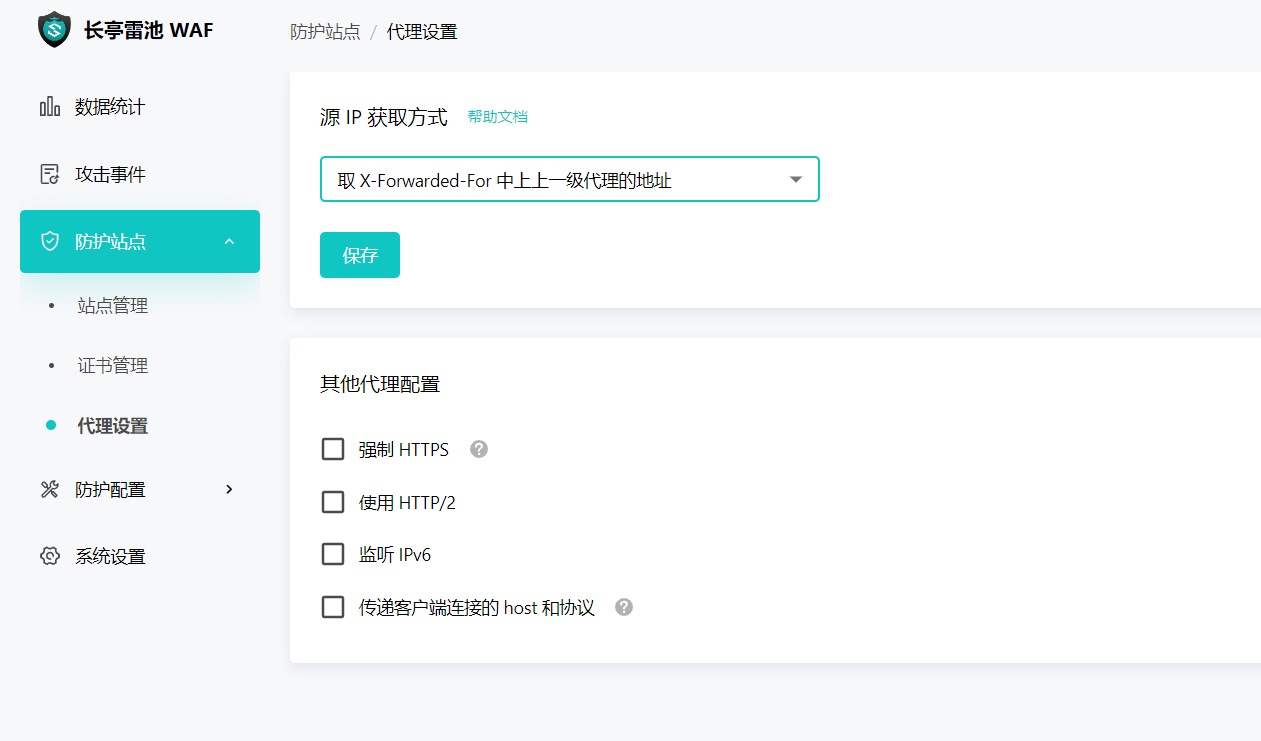 长亭雷池 WAF
防护站点 / 代理设置
数据统计
攻击事件
防护站点
站点管理
证书管理
代理设置
防护配置
系统设置
源 IP 获取方式 帮助文档
取 X-Forwarded-For 中上上一级代理的地址
保存
其他代理配置
强制 HTTPS
使用 HTTP/2
监听 IPv6
传递客户端连接的 host 和协议